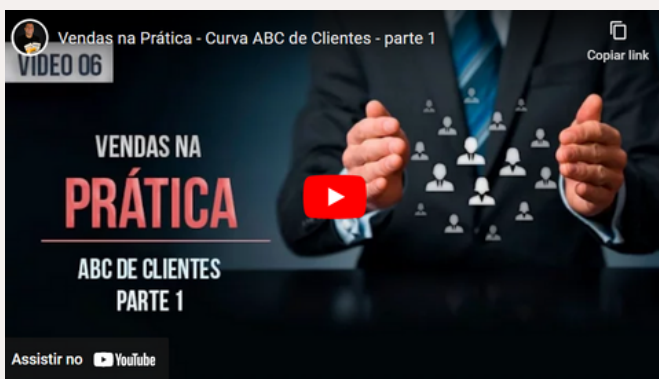 Vendas na Prática - Curva ABC de Clientes - parte 1
Copiar link
VIDEO 06
VENDAS NA
PRÁTICA
ABC DE CLIENTES
PARTE 1
Assistir no YouTube